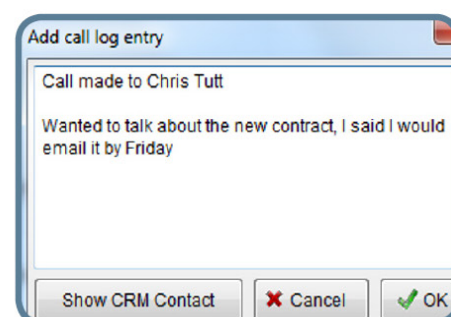 Add call log entry
Call made to Chris Tutt
Wanted to talk about the new contract, I said I would
email it by Friday
Show CRM Contact
Cancel
OK